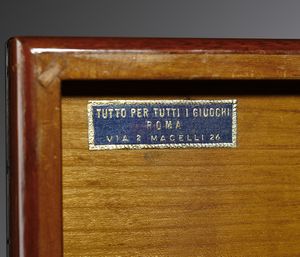 TUTTO PER TUTTI I GIUOCHI
ROMA
VIA 2 MACELLI 26